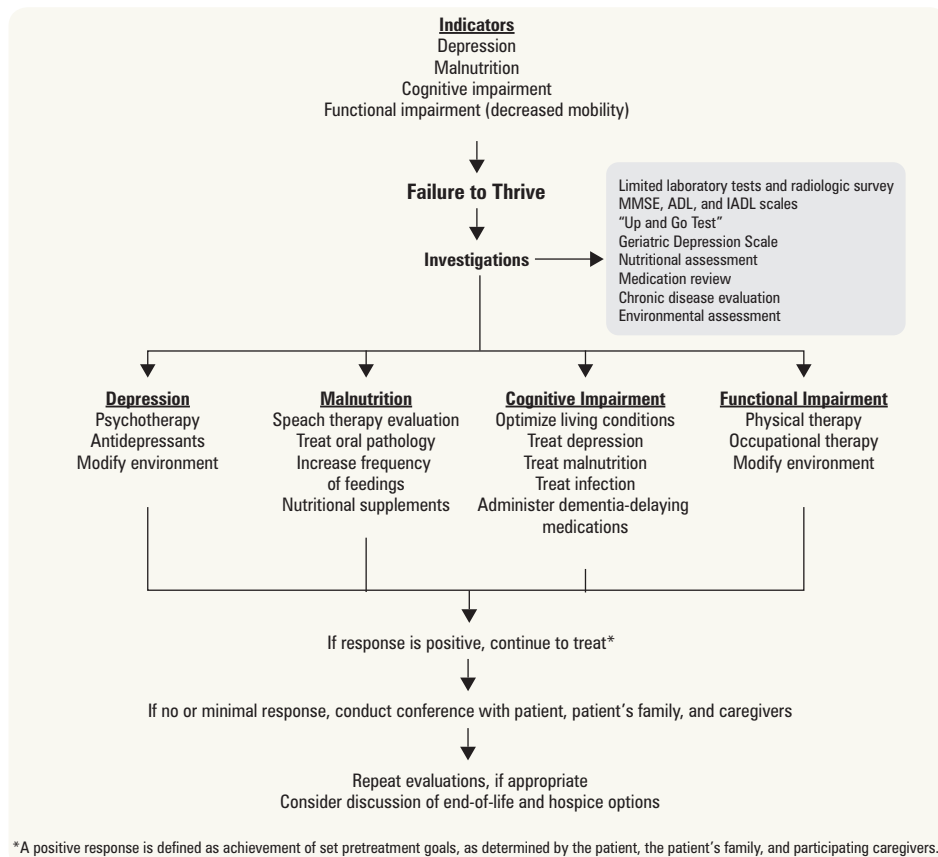 Indicators
Depression
Malnutrition
Cognitive impairment
Functional impairment (decreased mobility)
Failure to Thrive
Investigations
Limited laboratory tests and radiologic survey
MMSE, ADL, and IADL scales
“Up and Go Test”
Geriatric Depression Scale
Nutritional assessment
Medication review
Chronic disease evaluation
Environmental assessment
Depression
Psychotherapy
Antidepressants
Modify environment
Malnutrition
Speach therapy evaluation
Treat oral pathology
Increase frequency
of feedings
Nutritional supplements
Cognitive Impairment
Optimize living conditions
Treat depression
Treat malnutrition
Treat infection
Administer dementia-delaying
medications
Functional Impairment
Physical therapy
Occupational therapy
Modify environment
If response is positive, continue to treat*
If no or minimal response, conduct conference with patient, patient’s family, and caregivers
Repeat evaluations, if appropriate
Consider discussion of end-of-life and hospice options
*A positive response is defined as achievement of set pretreatment goals, as determined by the patient, the patient’s family, and participating caregivers.